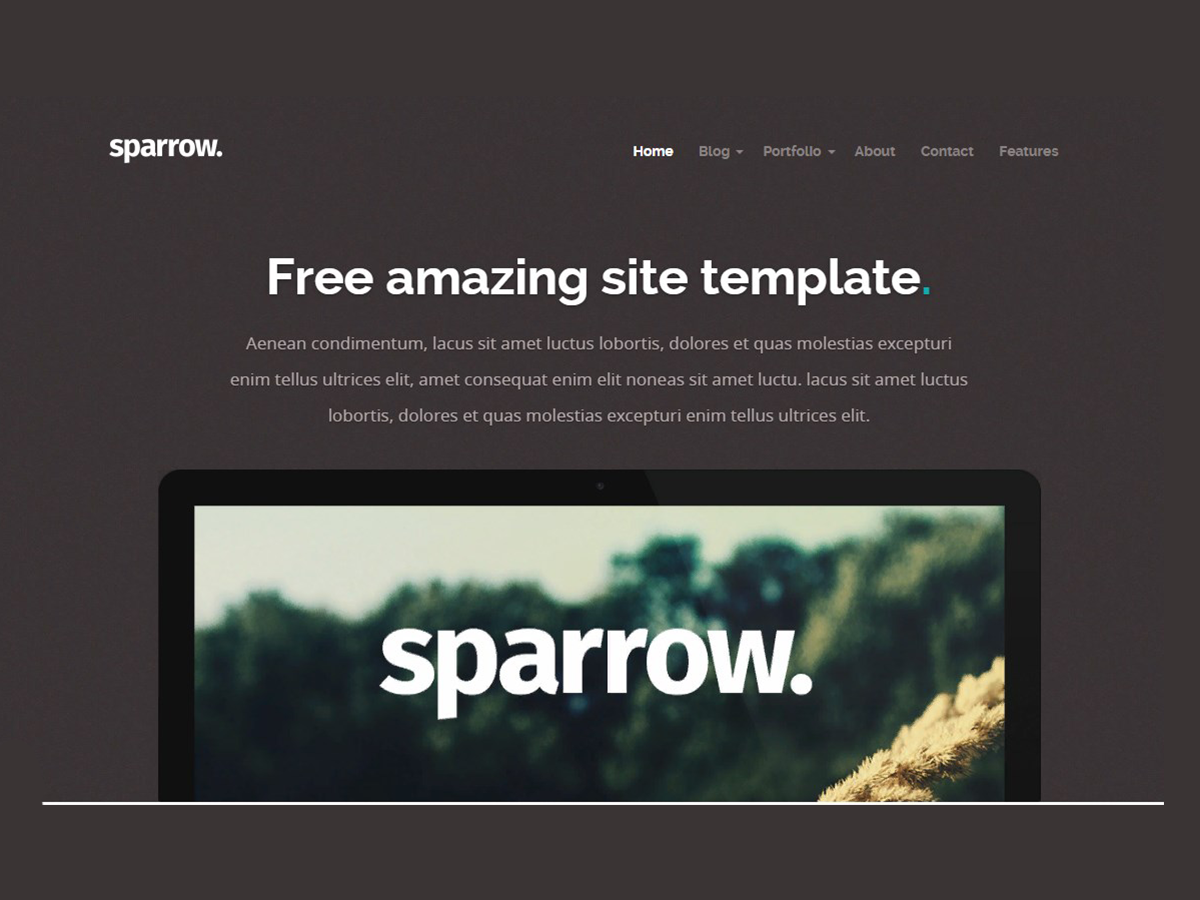 sparrow.
Home Blog Portfolio About Contact Features
Free amazing site template.
Aenean condimentum, lacus sit amet luctus lobortis, dolores et quas molestias excepturi
enim tellus ultrices elit, amet consequat enim elit noneas sit amet luctu. lacus sit amet luctus
lobortis, dolores et quas molestias excepturi enim tellus ultrices elit.
sparrow.